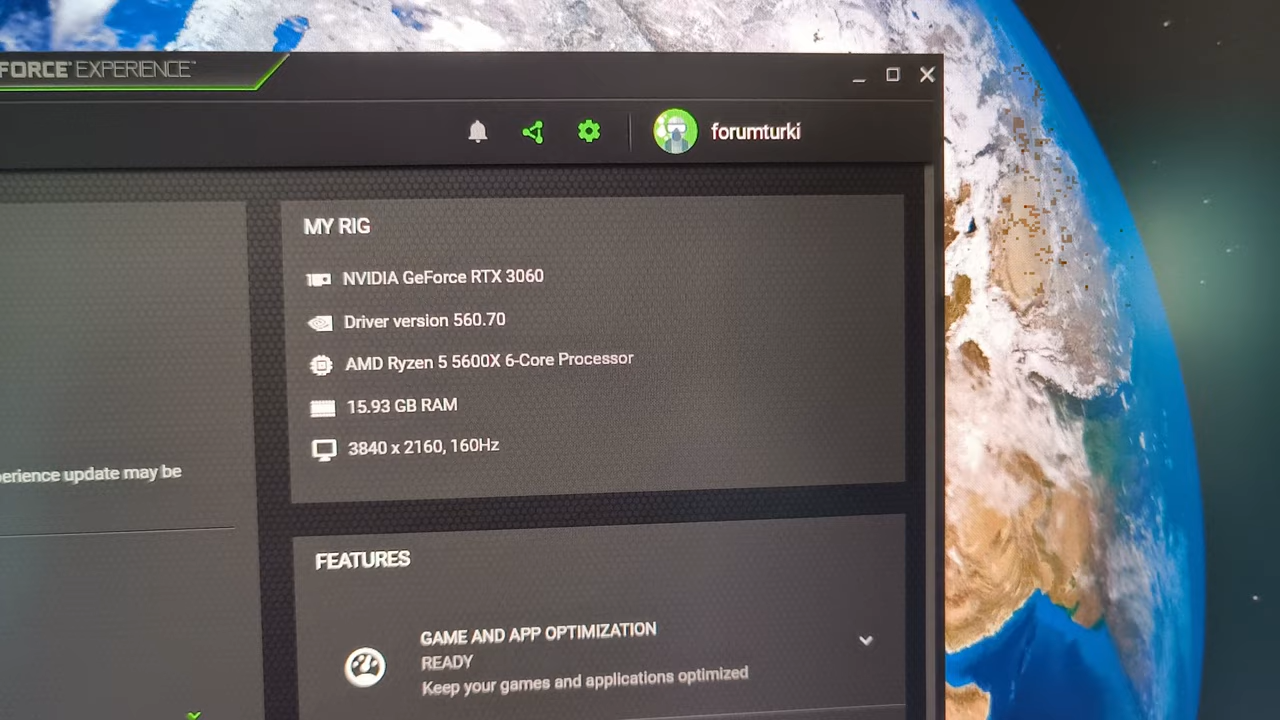 FORCE EXPERIENCE
forumturki
MY RIG
NVIDIA GeForce RTX 3060
Driver version 560.70
AMD Ryzen 5 5600X 6-Core Processor
15.93 GB RAM
3840 x 2160, 160Hz
perience update may be
FEATURES
GAME AND APP OPTIMIZATION
READY
Keep your games and applications optimized